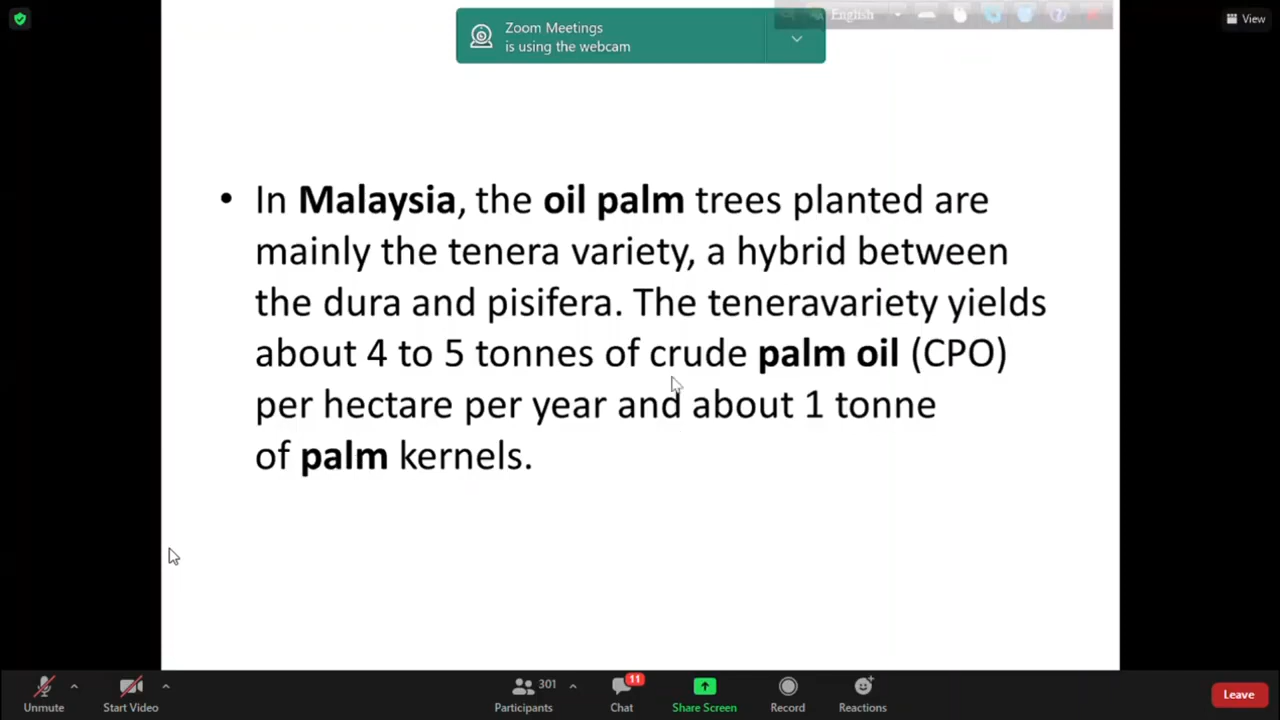 Zoom Meetings
is using the webcam
English
View
• In Malaysia, the oil palm trees planted are
mainly the tenera variety, a hybrid between
the dura and pisifera. The teneravariety yields
about 4 to 5 tonnes of crude palm oil (CPO)
per hectare per year and about 1 tonne
of palm kernels.
Unmute
Start Video
301
Participants
11
Chat
Share Screen
Record
Reactions
Leave